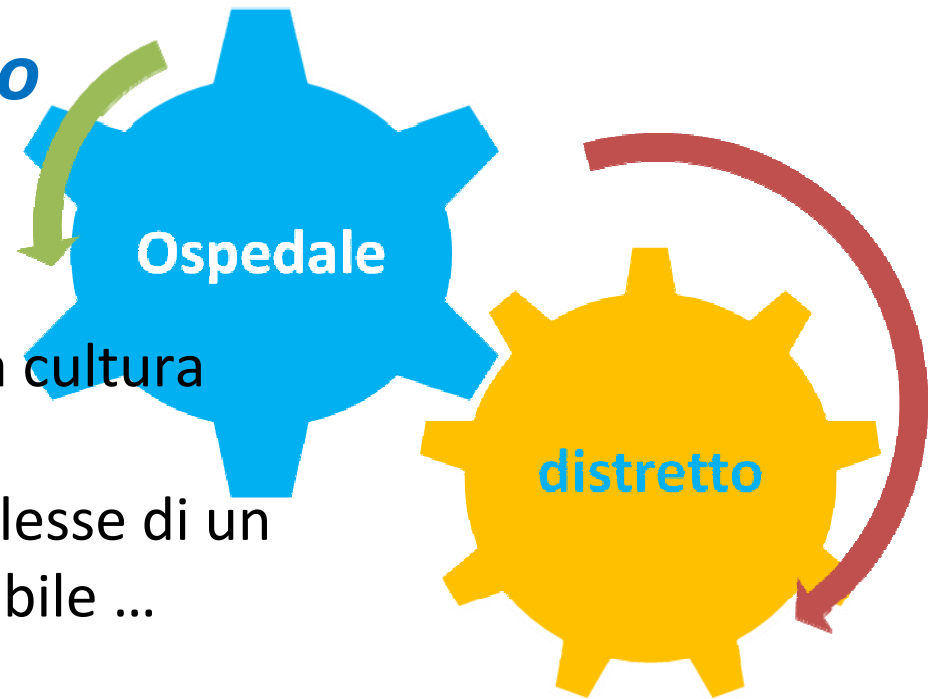 o
Ospedale
cultura
distretto
lesse di un
bile ...